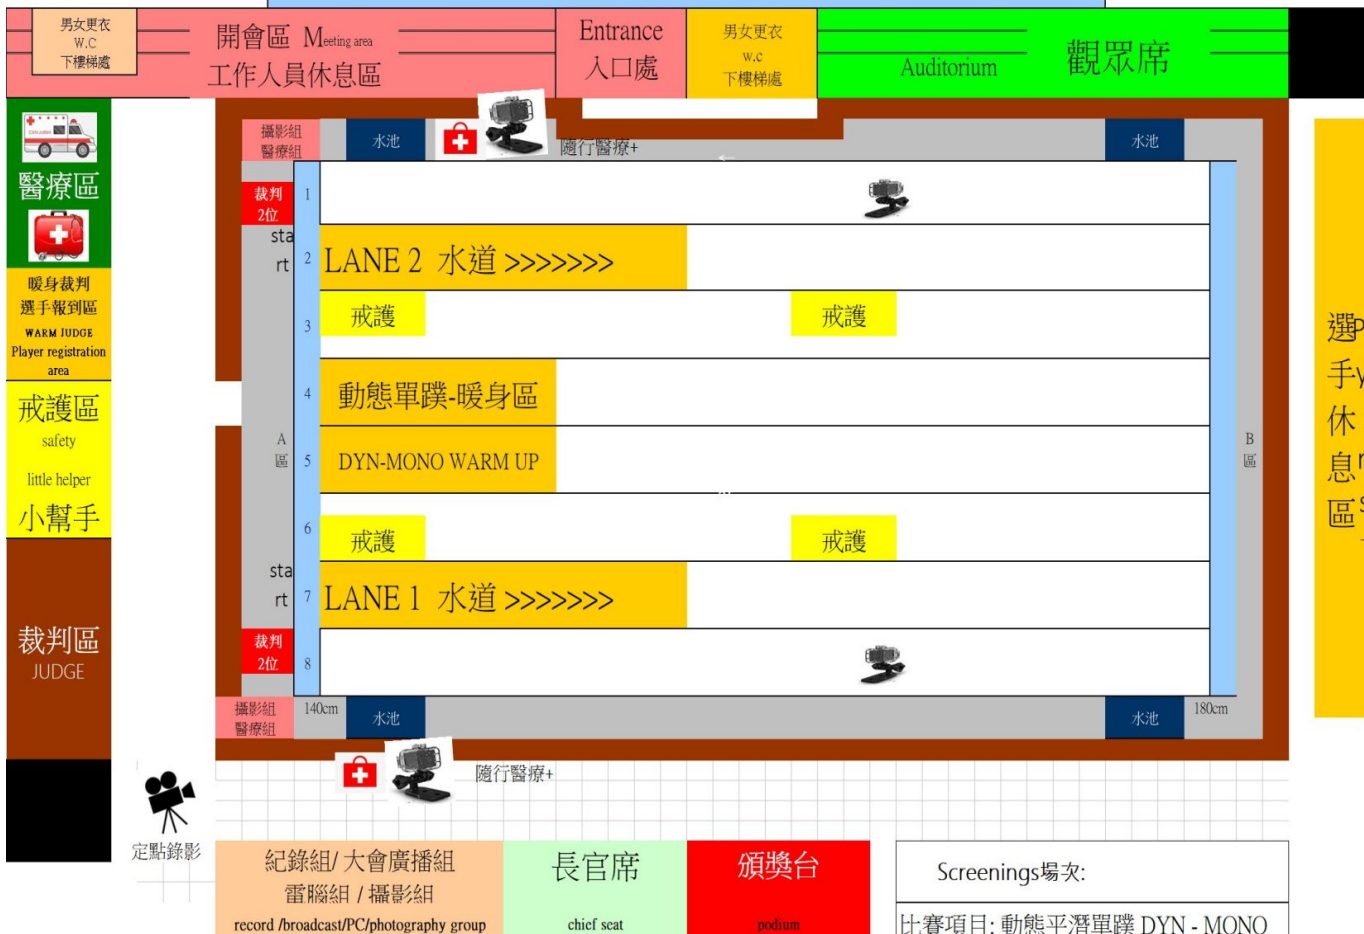 男女更衣
W.C
下樓梯處
開會區 Meeting area
工作人員休息區
Entrance
入口處
男女更衣
w.c
下樓梯處
Auditorium 觀眾席
醫療區
暖身裁判
選手報到區
WARM JUDGE
Player registration
area
戒護區
safety
little helper
小幫手
裁判區
JUDGE
攝影組
醫療組
水池
隨行醫療+
水池
裁判
2位
1
start
2
LANE 2 水道 >>>>>>>
3
戒護
戒護
4
動態單蹼-暖身區
A
區
5
DYN-MONO WARM UP
B
區
6
戒護
戒護
start
7
LANE 1 水道 >>>>>>>
裁判
2位
8
攝影組
醫療組
140cm
水池
水池
180cm
隨行醫療+
定點錄影
選手休息區
紀錄組/ 大會廣播組
電腦組 / 攝影組
record /broadcast/PC/photography group
長官席
chief seat
頒獎台
podium
Screenings場次:
比賽項目: 動態平潛單蹼 DYN - MONO